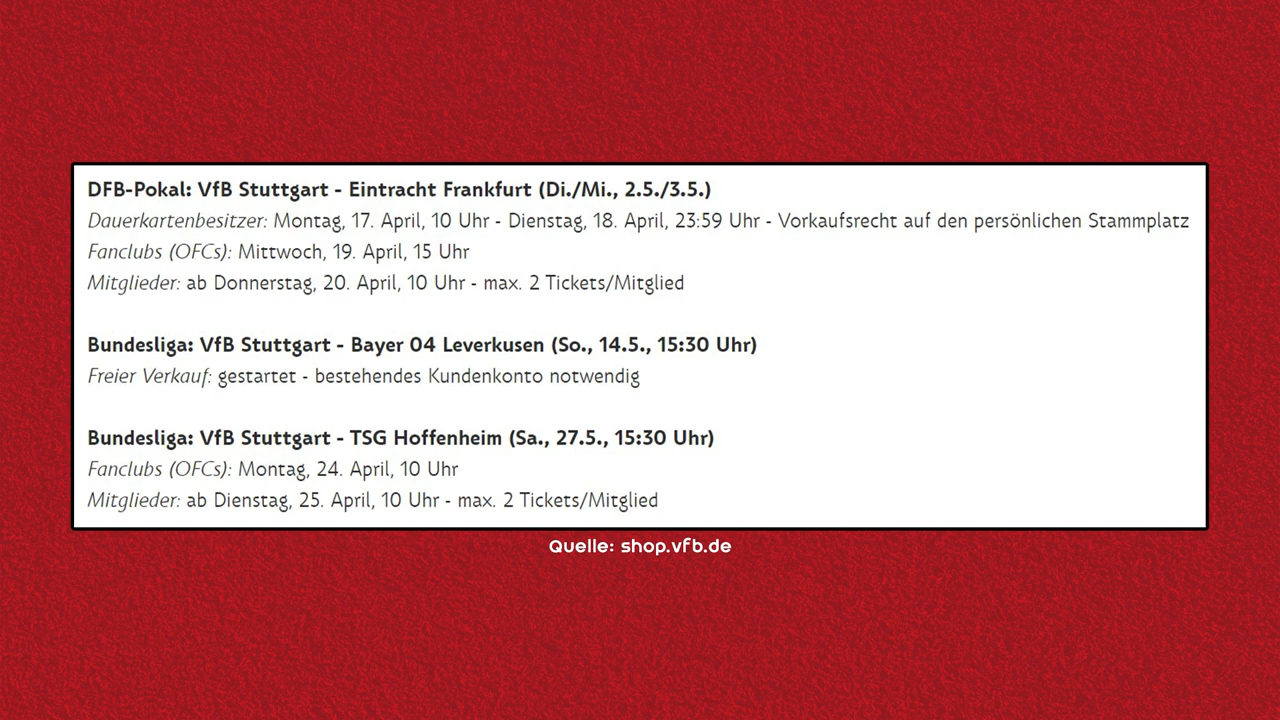 DFB-Pokal: VfB Stuttgart - Eintracht Frankfurt (Di./Mi., 2.5./3.5.)
Dauerkartenbesitzer: Montag, 17. April, 10 Uhr - Dienstag, 18. April, 23:59 Uhr - Vorkaufsrecht auf den persönlichen Stammplatz
Fanclubs (OFCs): Mittwoch, 19. April, 15 Uhr
Mitglieder: ab Donnerstag, 20. April, 10 Uhr - max. 2 Tickets/Mitglied
Bundesliga: VfB Stuttgart - Bayer 04 Leverkusen (So., 14.5., 15:30 Uhr)
Freier Verkauf: gestartet - bestehendes Kundenkonto notwendig
Bundesliga: VfB Stuttgart - TSG Hoffenheim (Sa., 27.5., 15:30 Uhr)
Fanclubs (OFCs): Montag, 24. April, 10 Uhr
Mitglieder: ab Dienstag, 25. April, 10 Uhr - max. 2 Tickets/Mitglied
Quelle: shop.vfb.de